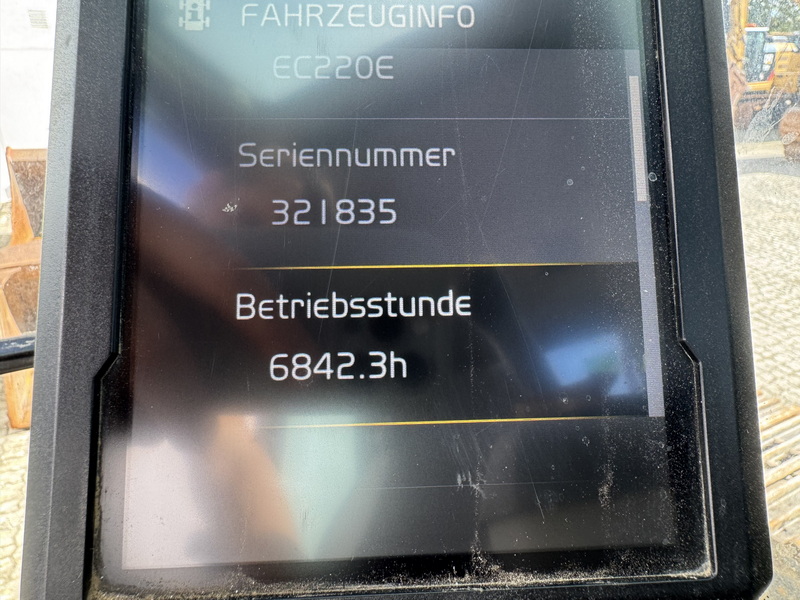 FAHRZEUGINFO
EC220E
Seriennummer
321835
Betriebsstunde
6842.3h